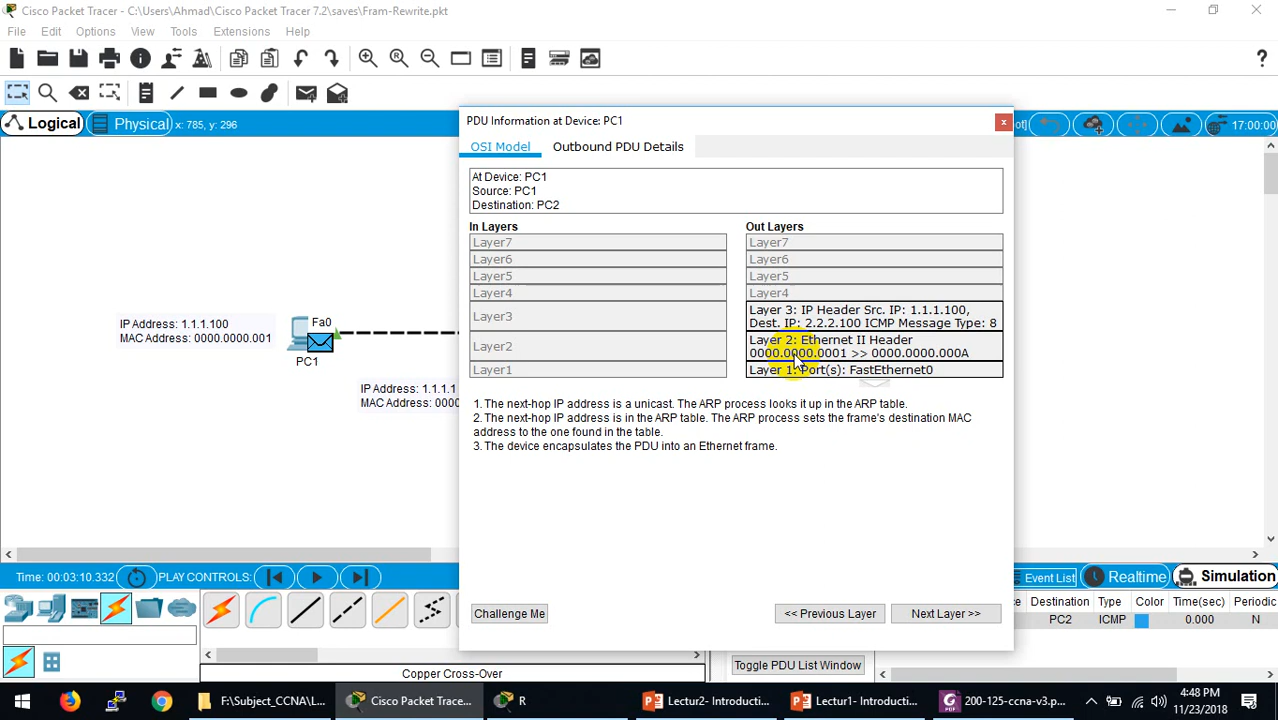 Cisco Packet Tracer - C:\Users\Ahmad\Cisco Packet Tracer 7.2\saves\Fram-Rewrite.pkt
File Edit Options View Tools Extensions Help
?
Logical Physical x: 785, y: 296
17:00:00
PDU Information at Device: PC1
x
OSI Model Outbound PDU Details
At Device: PC1
Source: PC1
Destination: PC2
In Layers
Layer7
Layer6
Layer5
Layer4
Layer3
Layer2
Layer1
Out Layers
Layer7
Layer6
Layer5
Layer4
Layer 3: IP Header Src. IP: 1.1.1.100,
Dest. IP: 2.2.2.100 ICMP Message Type: 8
Layer 2: Ethernet II Header
0000.0000.0001 >> 0000.0000.000A
Layer 1: Port(s): FastEthernet0
1. The next-hop IP address is a unicast. The ARP process looks it up in the ARP table.
2. The next-hop IP address is in the ARP table. The ARP process sets the frame's destination MAC
address to the one found in the table.
3. The device encapsulates the PDU into an Ethernet frame.
Challenge Me << Previous Layer Next Layer >>
IP Address: 1.1.1.100
MAC Address: 0000.0000.001
Fa0
PC1
IP Address: 1.1.1.1
MAC Address: 0000
Time: 00:03:10.332 PLAY CONTROLS: Event List Realtime Simulation
Destination Type Color Time(sec) Periodic
PC2 ICMP 0.000 N
Copper Cross-Over
Toggle PDU List Window
F:\Subject_CCNA\L... Cisco Packet Trace... R Lectur2- Introducti... Lectur1- Introducti... 200-125-ccna-v3.p...
4:48 PM
11/23/2018